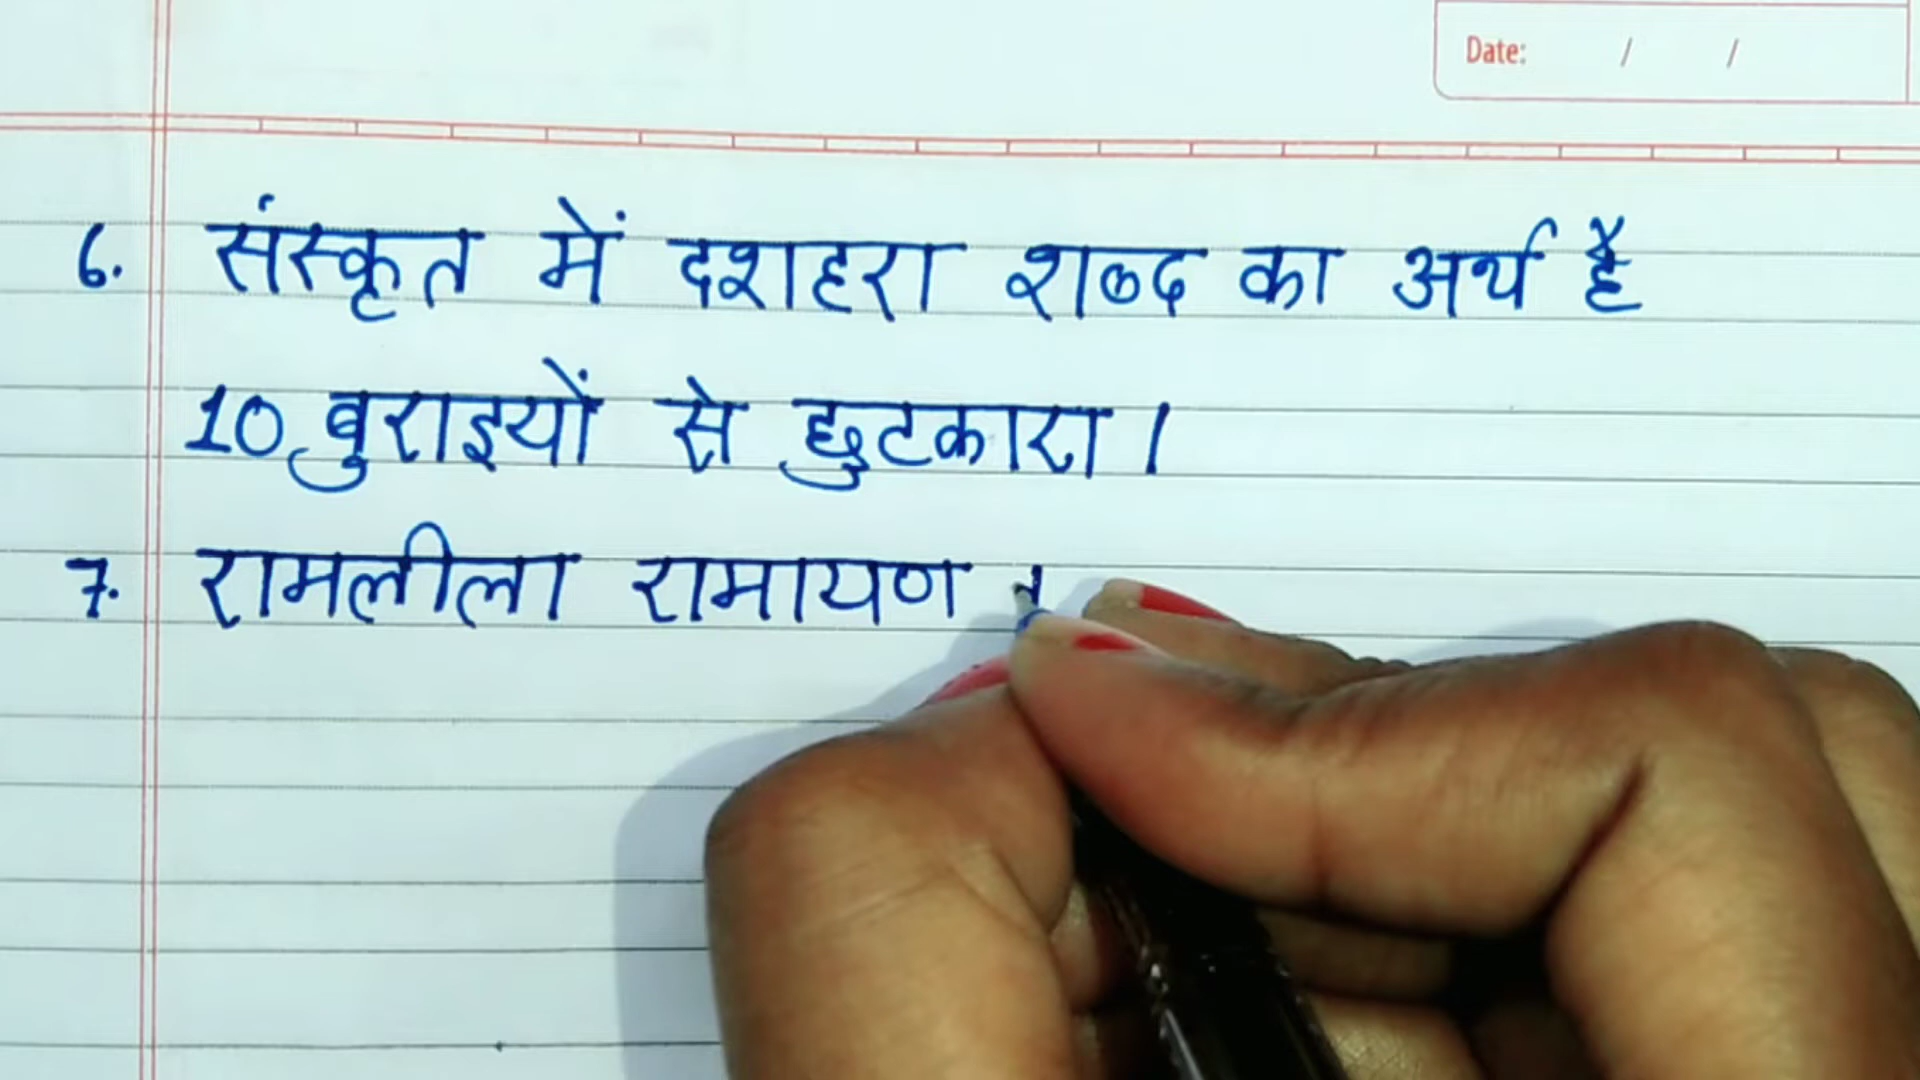 Date: / /
6. संस्कृत में दशहरा शब्द का अर्थ है
10 बुराइयों से छुटकारा ।
7. रामलीला रामायण